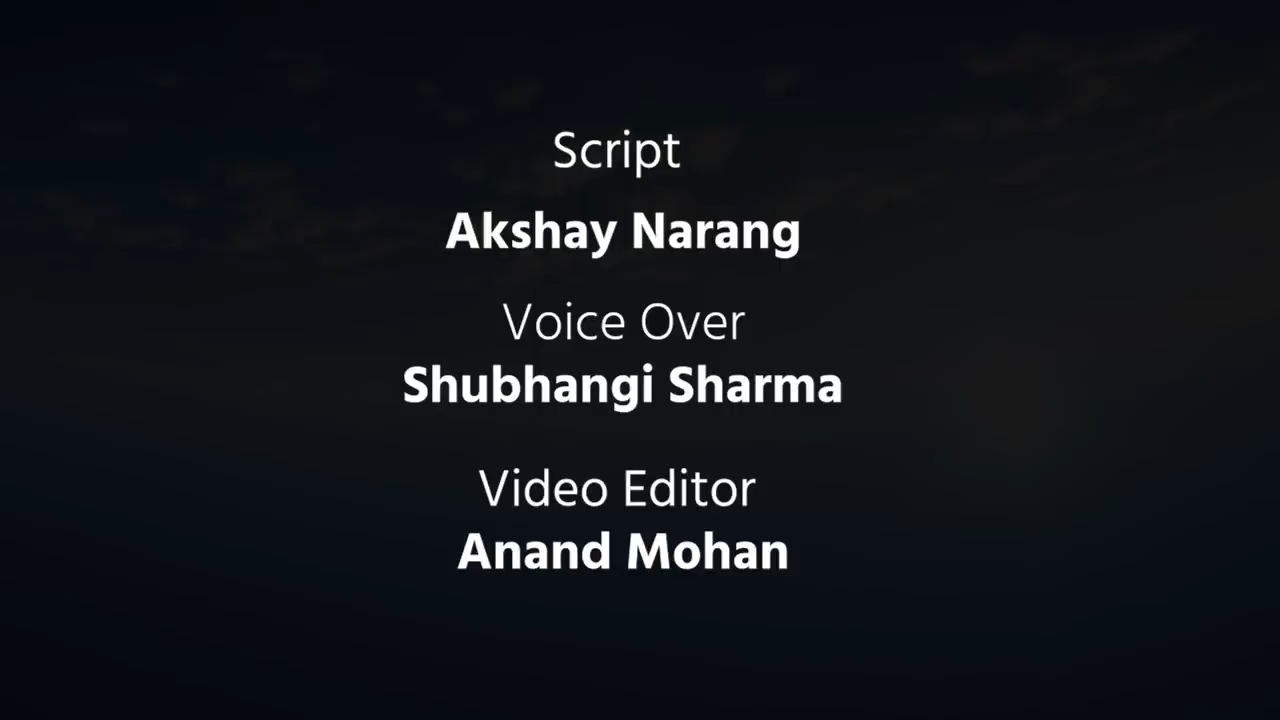 Script
Akshay Narang
Voice Over
Shubhangi Sharma
Video Editor
Anand Mohan